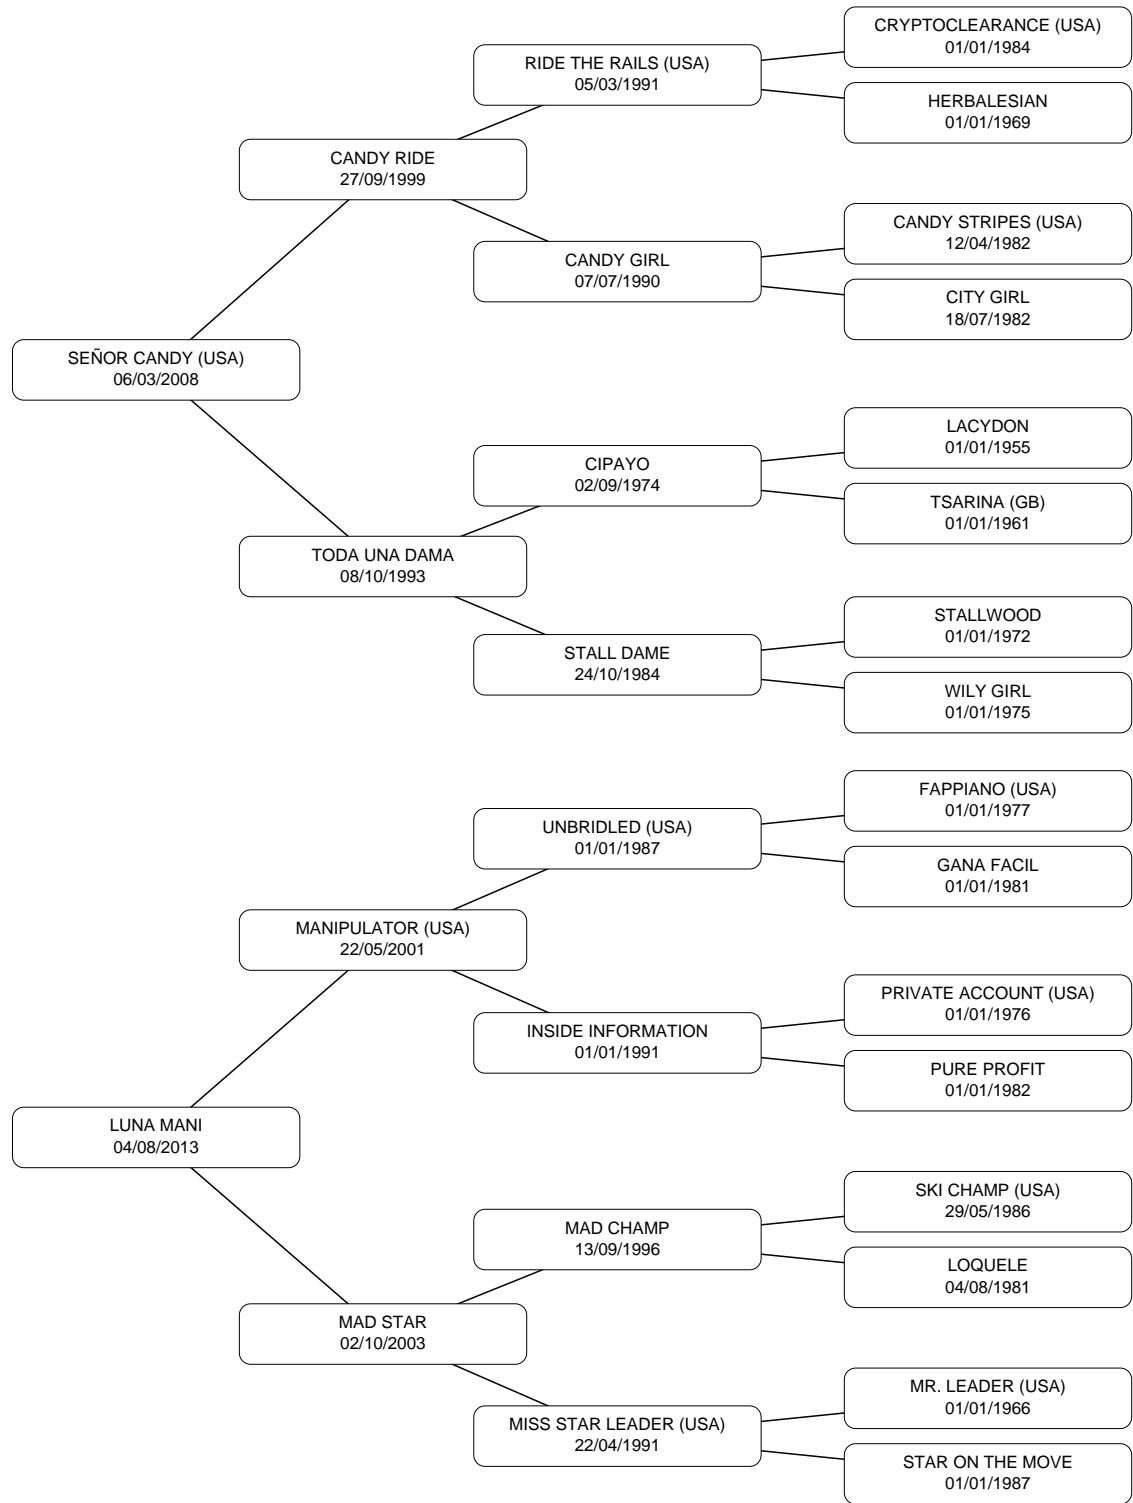 CRYPTOCLEARANCE (USA)
01/01/1984
RIDE THE RAILS (USA)
05/03/1991
HERBALESIAN
01/01/1969
CANDY RIDE
27/09/1999
CANDY STRIPES (USA)
12/04/1982
CANDY GIRL
07/07/1990
CITY GIRL
18/07/1982
SEÑOR CANDY (USA)
06/03/2008
LACYDON
01/01/1955
CIPAYO
02/09/1974
TSARINA (GB)
01/01/1961
TODA UNA DAMA
08/10/1993
STALLWOOD
01/01/1972
STALL DAME
24/10/1984
WILY GIRL
01/01/1975
FAPPIANO (USA)
01/01/1977
UNBRIDLED (USA)
01/01/1987
GANA FACIL
01/01/1981
MANIPULATOR (USA)
22/05/2001
PRIVATE ACCOUNT (USA)
01/01/1976
INSIDE INFORMATION
01/01/1991
PURE PROFIT
01/01/1982
LUNA MANI
04/08/2013
SKI CHAMP (USA)
29/05/1986
MAD CHAMP
13/09/1996
LOQUELE
04/08/1981
MAD STAR
02/10/2003
MR. LEADER (USA)
01/01/1966
MISS STAR LEADER (USA)
22/04/1991
STAR ON THE MOVE
01/01/1987